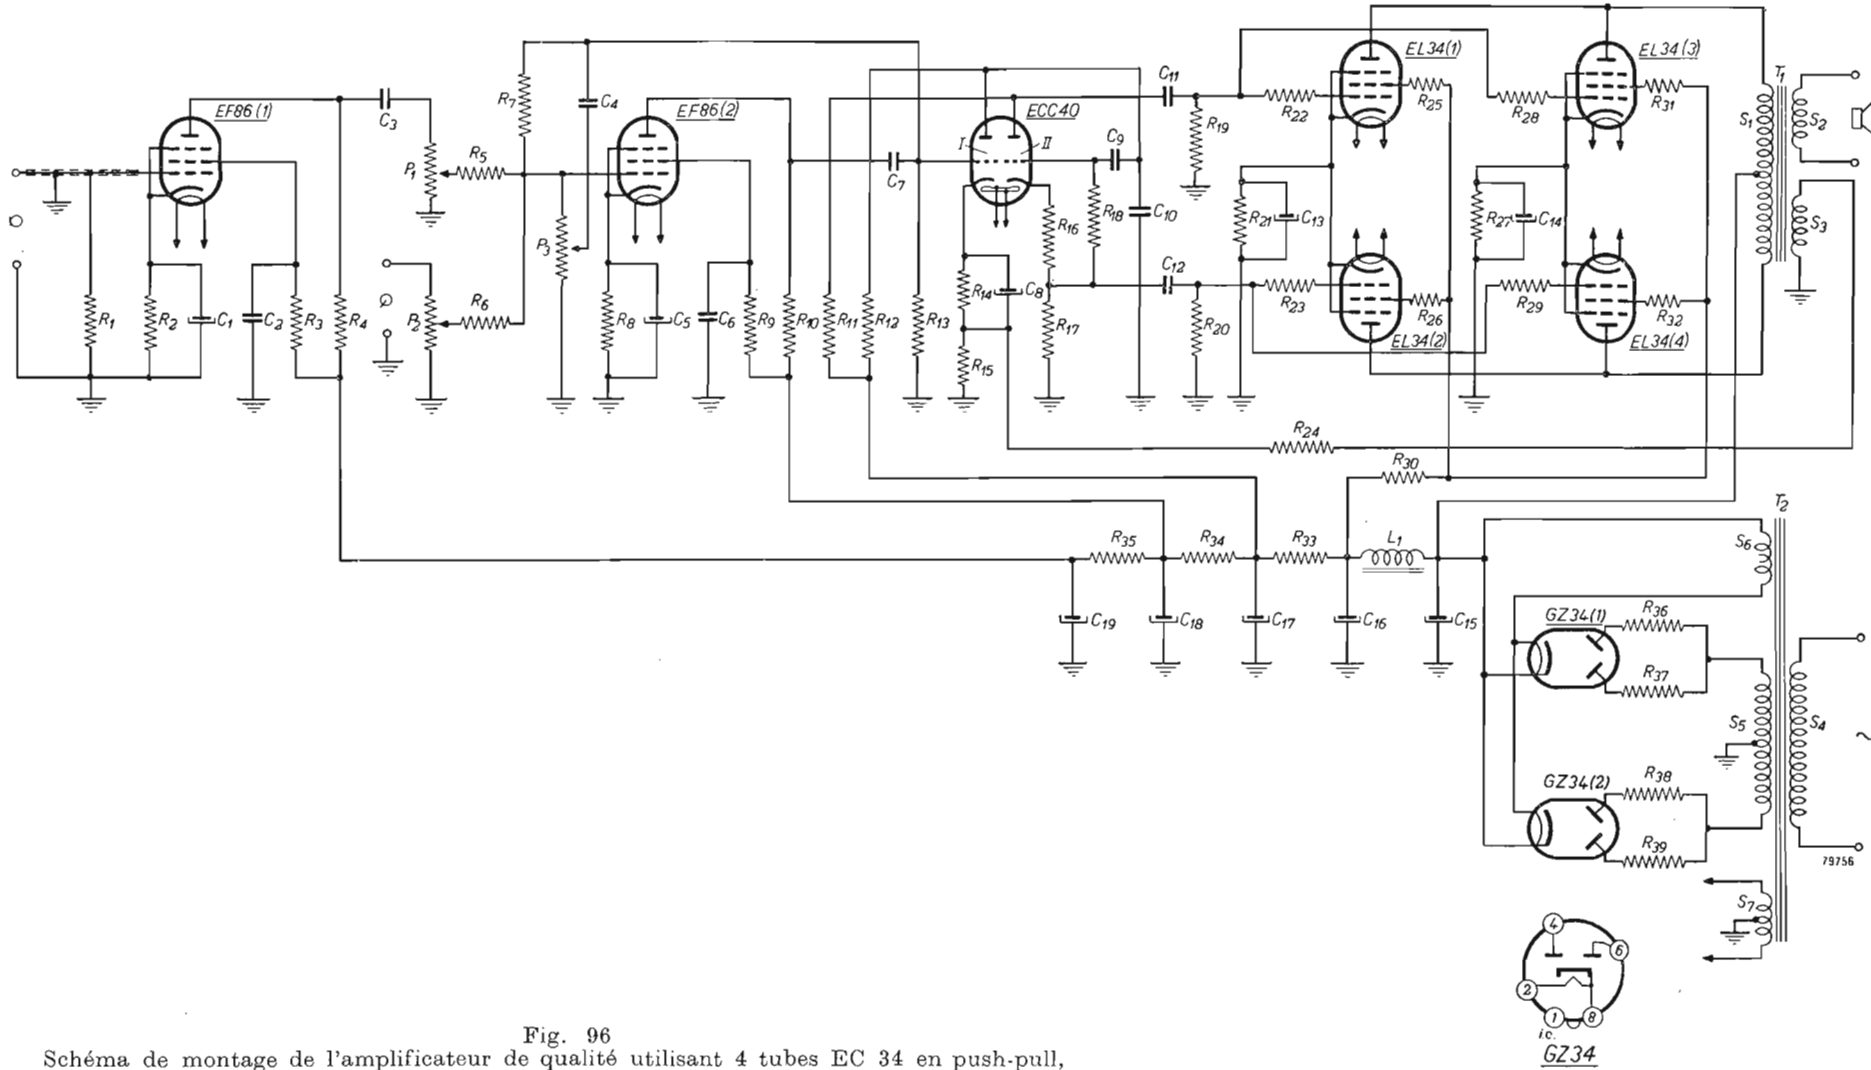 EF86(1)
C3
P1
R5
R6
P2
R1
R2
C1
C2
R3
R4
R7
C4
EF86(2)
P3
R8
C5
C6
R9
R10
R11
R12
R13
C7
ECC40
I
II
R14
C8
R15
R16
R17
R18
C9
C10
C11
R19
C12
R20
R21
C13
R22
R23
EL34(1)
R25
R26
EL34(2)
R27
C14
R28
R29
EL34(3)
R31
R32
EL34(4)
T1
S1
S2
S3
R24
R30
R35
R34
R33
L1
C19
C18
C17
C16
C15
T2
S6
GZ34(1)
R36
R37
S5
S4
~
GZ34(2)
R38
R39
79756
S7
4
6
2
1
8
i.c.
GZ34
Fig. 96
Schéma de montage de l'amplificateur de qualité utilisant 4 tubes EC 34 en push-pull,